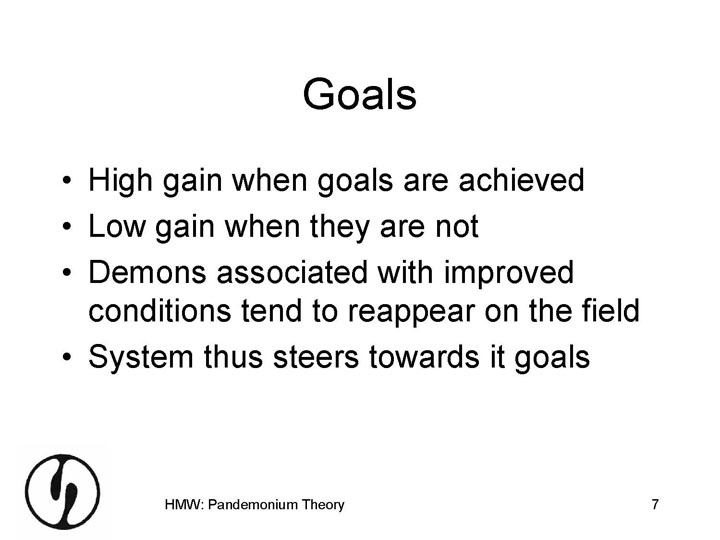 Goals
• High gain when goals are achieved
• Low gain when they are not
• Demons associated with improved
conditions tend to reappear on the field
• System thus steers towards it goals
HMW: Pandemonium Theory
7